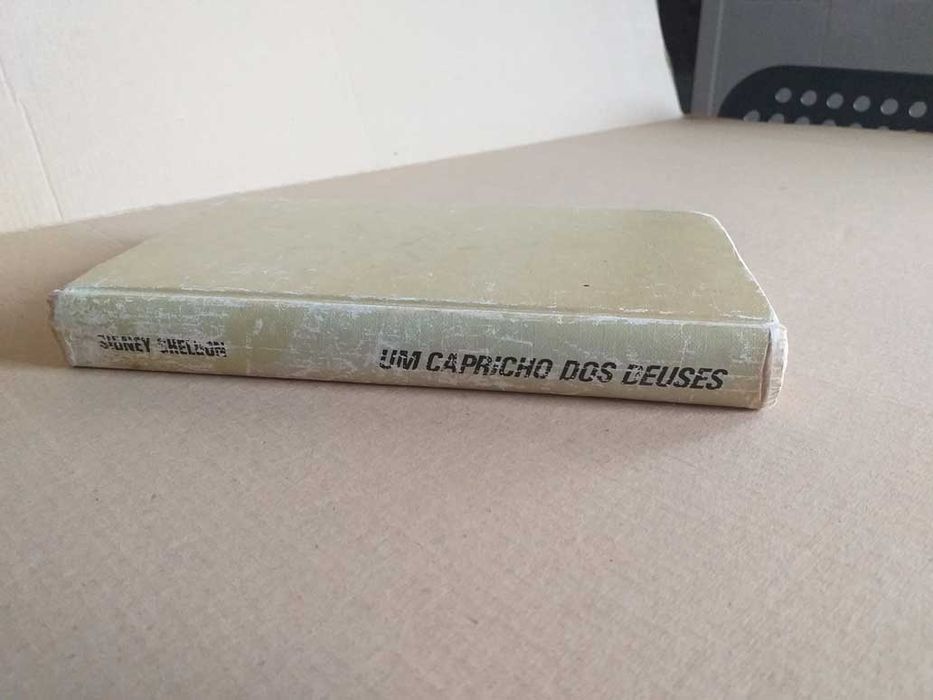 SIDNEY SHELDON
UM CAPRICHO DOS DEUSES